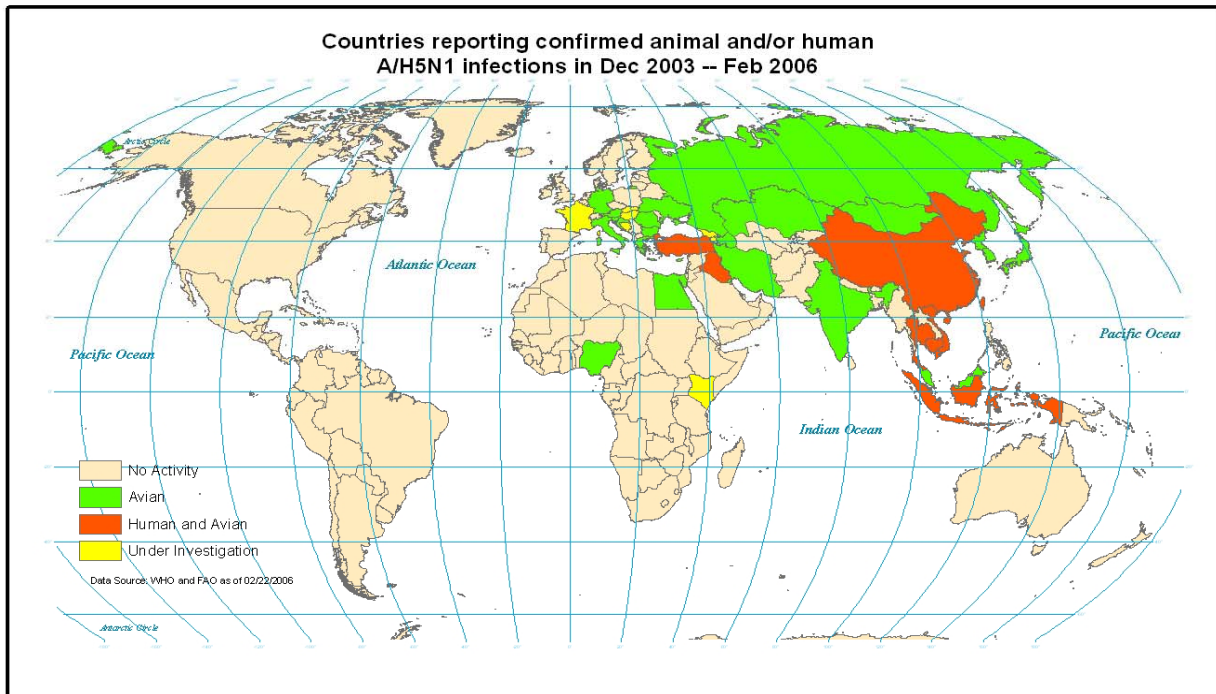 Countries reporting confirmed animal and/or human
A/H5N1 infections in Dec 2003 -- Feb 2006
Arctic Circle
Atlantic Ocean
Pacific Ocean
Pacific Ocean
Indian Ocean
No Activity
Avian
Human and Avian
Under Investigation
Data Source: WHO and FAO as of 02/22/2006
Antarctic Circle